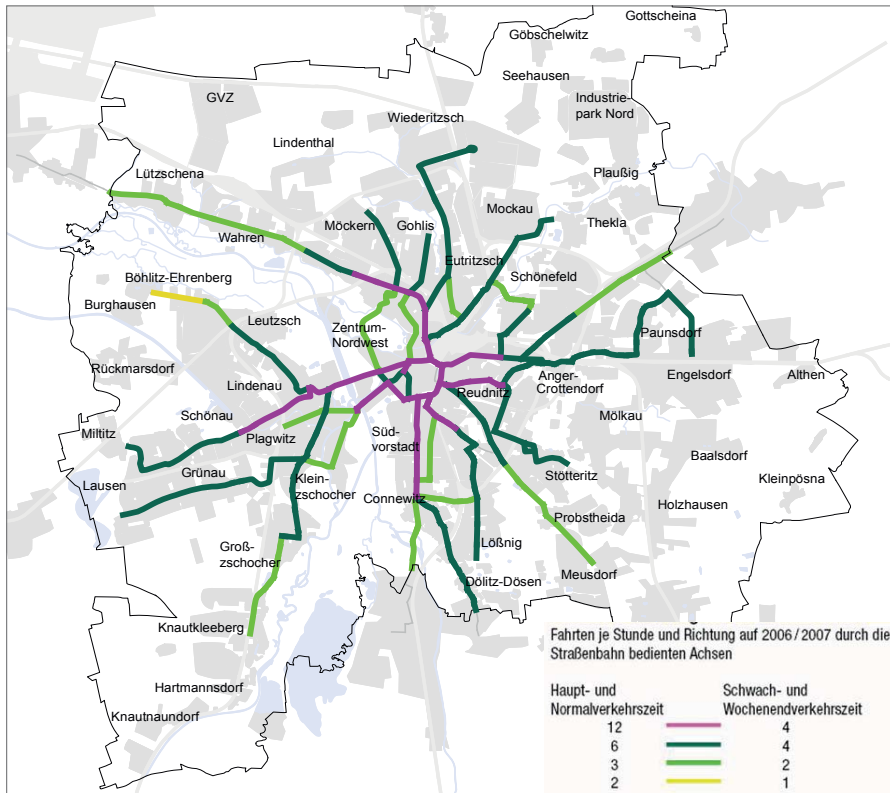 Gottscheina
Göbschelwitz
Seehausen
GVZ
Industrie-
park Nord
Wiederitzsch
Lindenthal
Plaußig
Lützschena
Mockau
Möckern
Gohlis
Thekla
Wahren
Eutritzsch
Böhlitz-Ehrenberg
Schönefeld
Burghausen
Leutzsch
Zentrum-
Nordwest
Paunsdorf
Rückmarsdorf
Anger-
Crottendorf
Engelsdorf
Althen
Lindenau
Reudnitz
Schönau
Mölkau
Miltitz
Plagwitz
Süd-
vorstadt
Baalsdorf
Grünau
Stötteritz
Kleinpösna
Lausen
Klein-
zschocher
Connewitz
Holzhausen
Probstheida
Groß-
zschocher
Lößnig
Meusdorf
Dölitz-Dösen
Knautkleeberg
Hartmannsdorf
Knautnaundorf
Fahrten je Stunde und Richtung auf 2006/2007 durch die
Straßenbahn bedienten Achsen
Haupt- und Schwach- und
Normalverkehrszeit Wochenendverkehrszeit
12 4
6 4
3 2
2 1